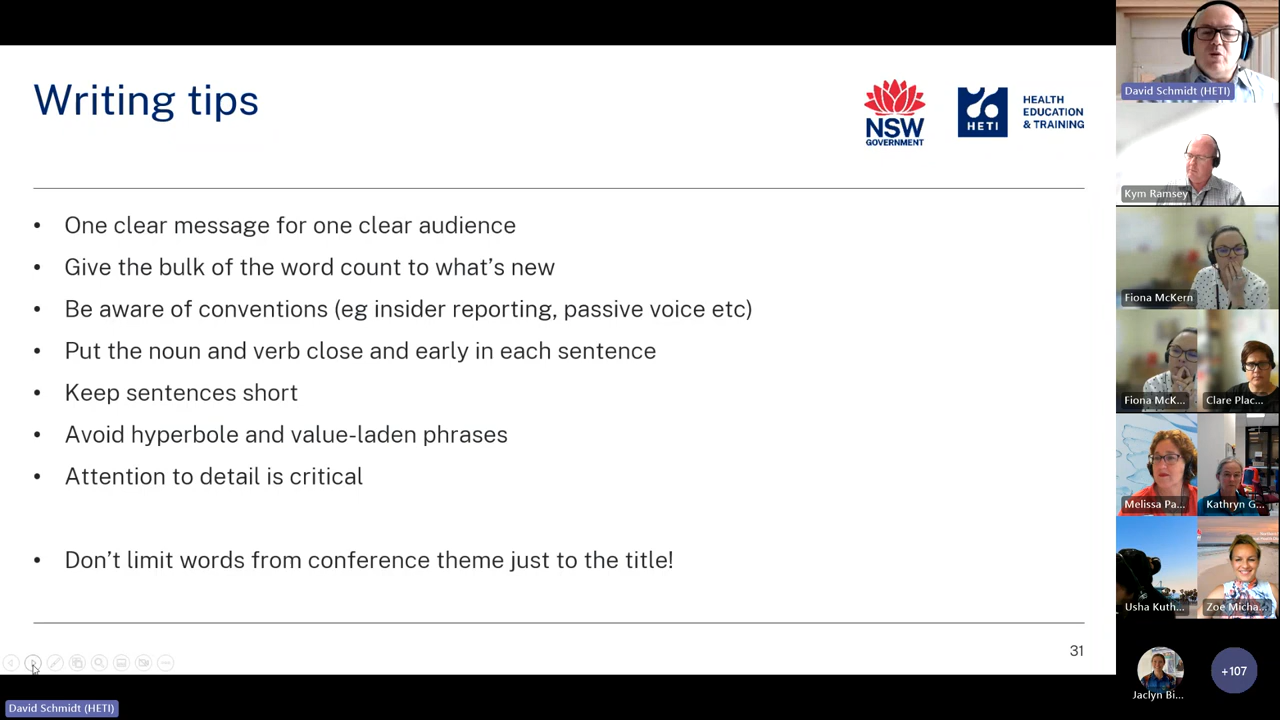 Writing tips
NSW
GOVERNMENT
HETI
HEALTH
EDUCATION
& TRAINING
• One clear message for one clear audience
• Give the bulk of the word count to what’s new
• Be aware of conventions (eg insider reporting, passive voice etc)
• Put the noun and verb close and early in each sentence
• Keep sentences short
• Avoid hyperbole and value-laden phrases
• Attention to detail is critical
• Don’t limit words from conference theme just to the title!
31
David Schmidt (HETI)
David Schmidt (HETI)
Kym Ramsey
Fiona McKern
Fiona McK...
Clare Plac...
Melissa Pa...
Kathryn G...
Usha Kuth...
Zoe Micha...
Jaclyn Bi...
+107